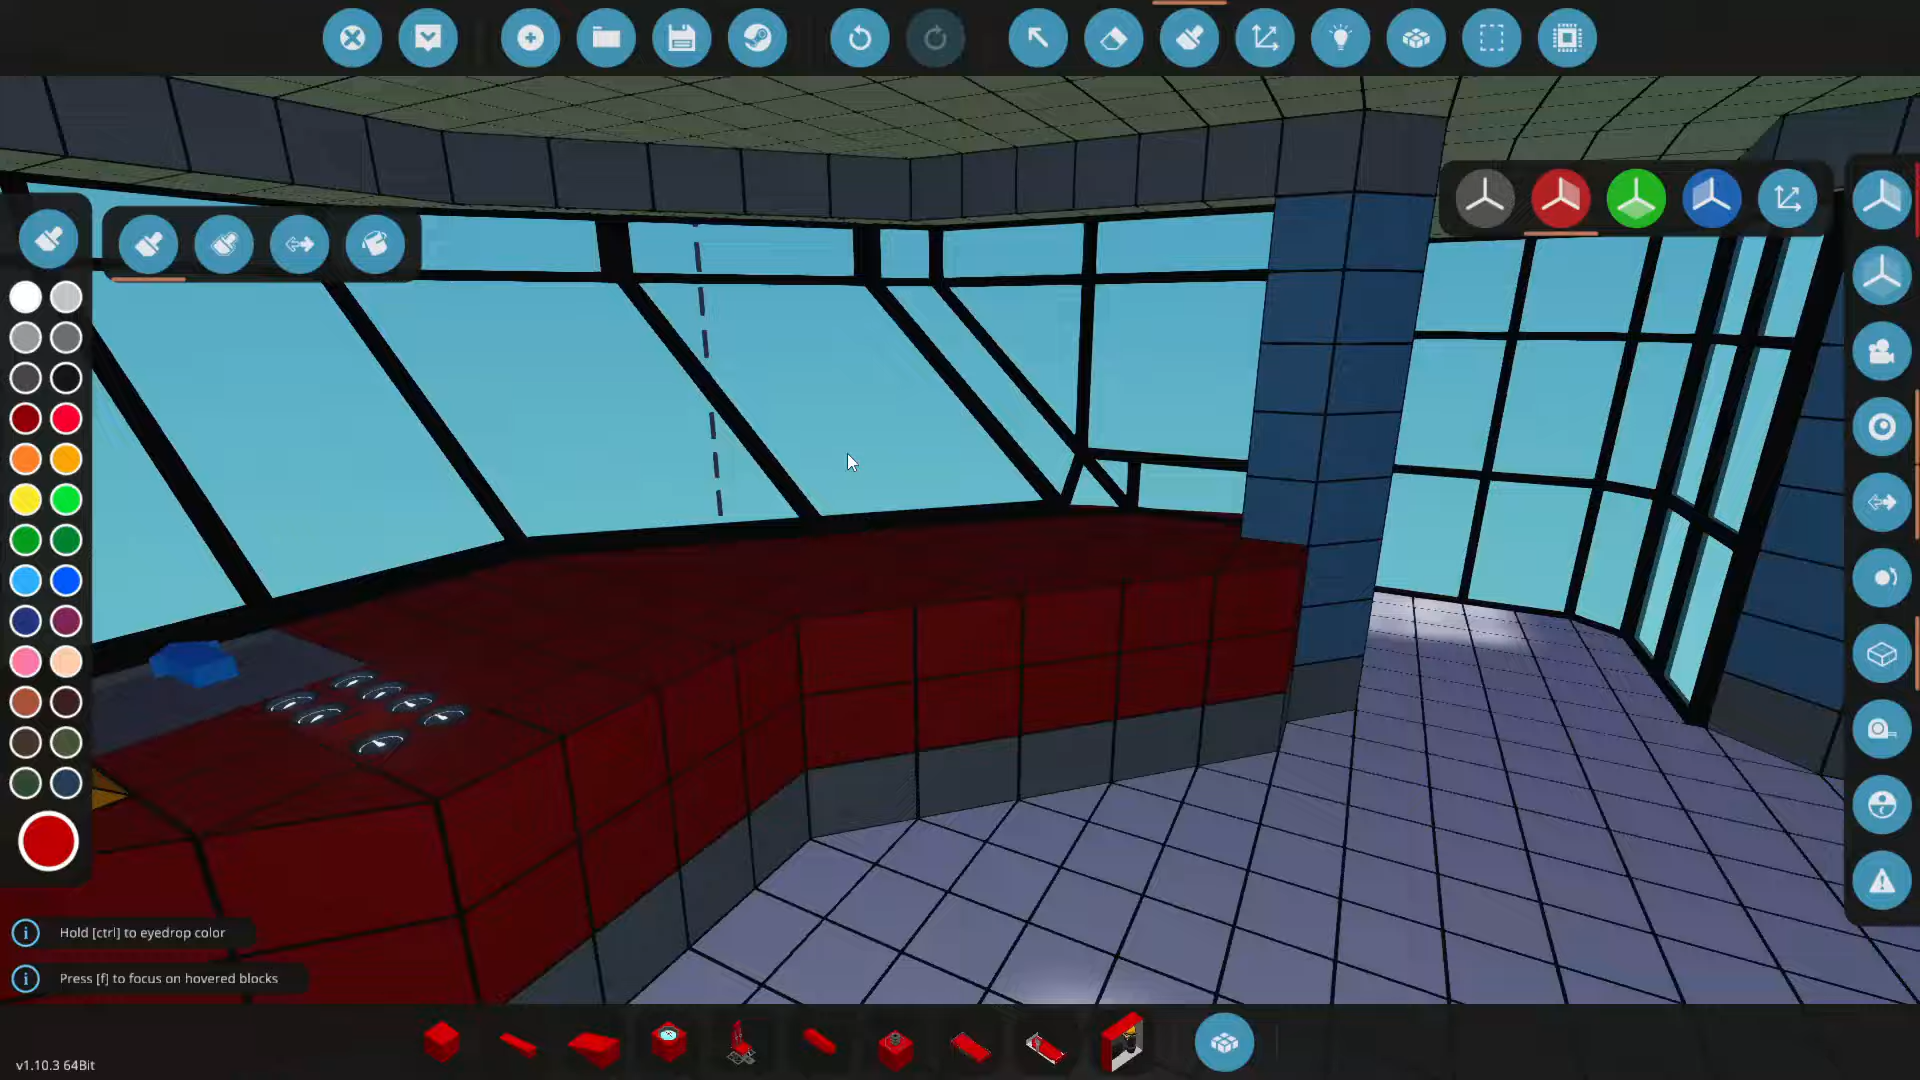 Hold [ctrl] to eyedrop color
Press [f] to focus on hovered blocks
v1.10.3 64Bit